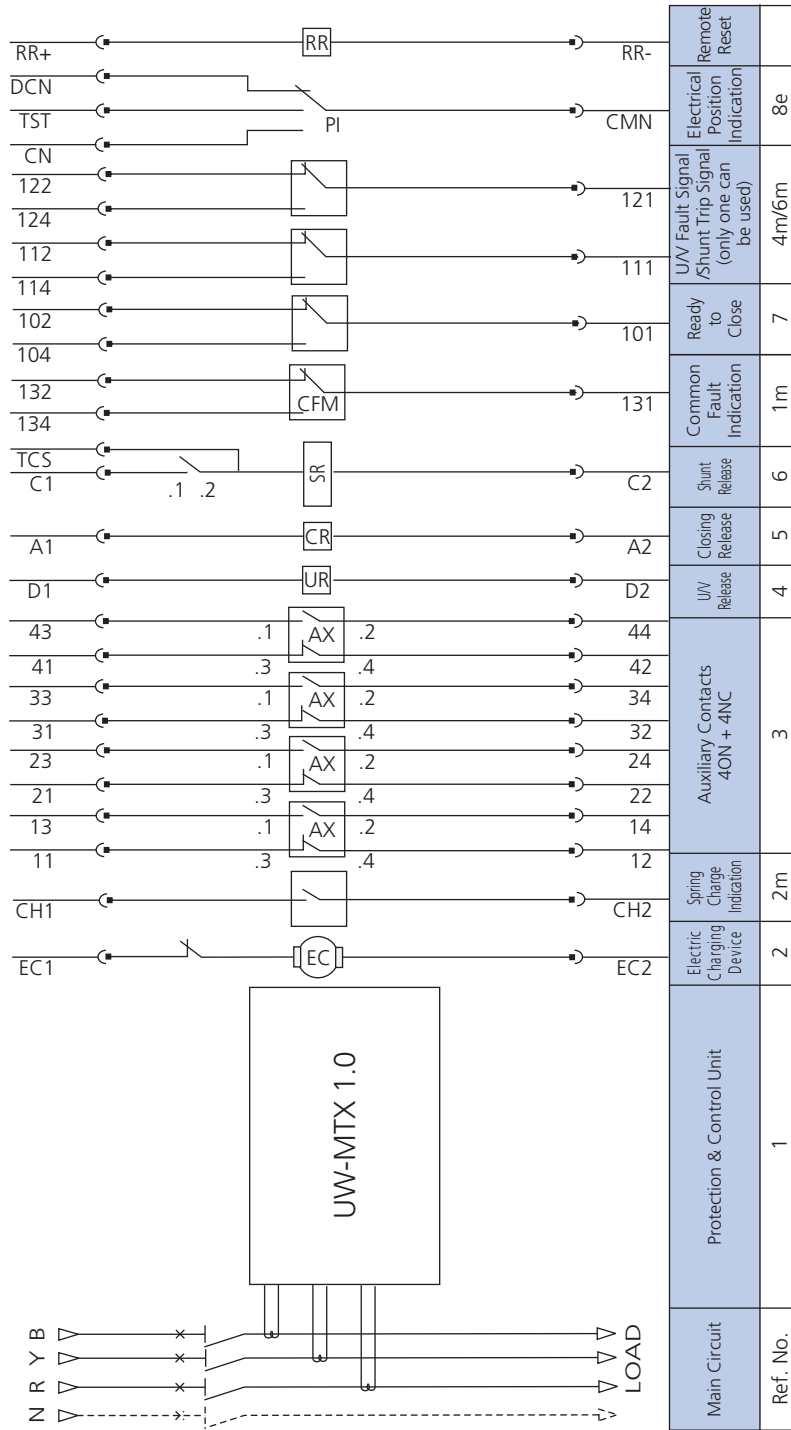 RR+ RR RR- Remote Reset
DCN
TST PI CMN Electrical Position Indication 8e
CN
122 121 U/V Fault Signal /Shunt Trip Signal (only one can be used) 4m/6m
124
112 111
114
102 101 Ready to Close 7
104
132 CFM 131 Common Fault Indication 1m
134
TCS
C1 .1 .2 SR C2 Shunt Release 6
A1 CR A2 Closing Release 5
D1 UR D2 U/V Release 4
43 .1 AX .2 44 Auxiliary Contacts 4ON + 4NC 3
41 .3 .4 42
33 .1 AX .2 34
31 .3 .4 32
23 .1 AX .2 24
21 .3 .4 22
13 .1 AX .2 14
11 .3 .4 12
CH1 CH2 Spring Charge Indication 2m
EC1 EC EC2 Electric Charging Device 2
UW-MTX 1.0 Protection & Control Unit 1
B
Y
R
N
LOAD
Main Circuit Ref. No.